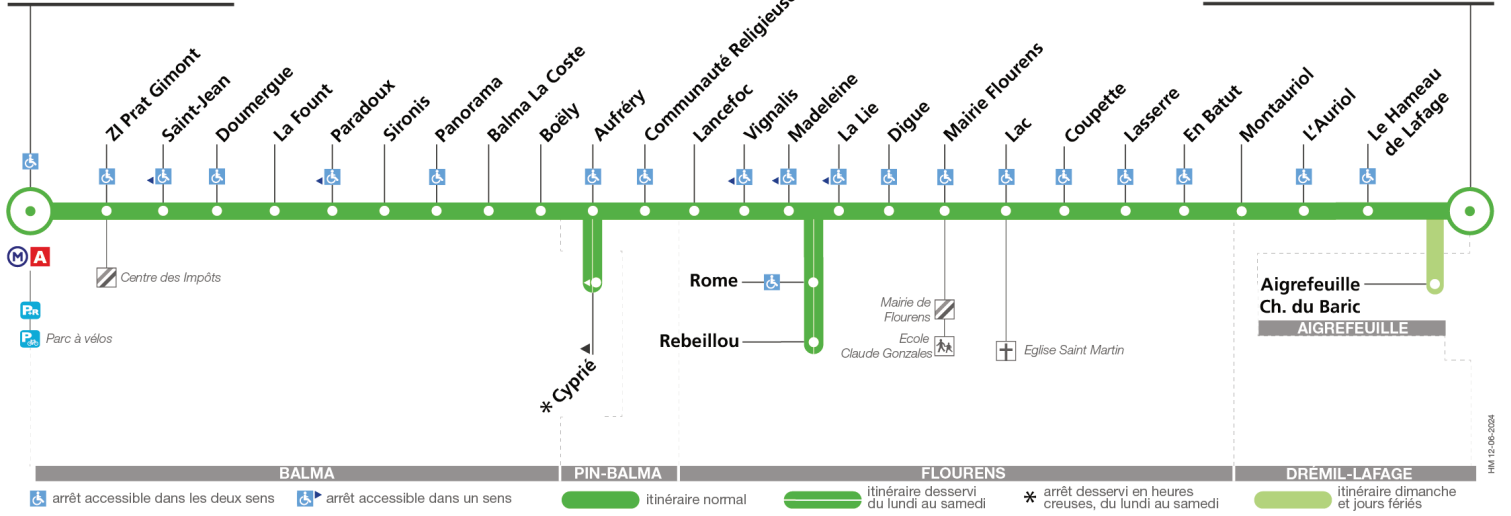 ZI Prat Gimont
Saint-Jean
Doumergue
La Fount
Paradoux
Sironis
Panorama
Balma La Coste
Boëly
Aufréry
Communauté Religieuse
Lancefoc
Vignalis
Madeleine
La Lie
Digue
Mairie Flourens
Lac
Coupette
Lasserre
En Batut
Montauriol
L'Auriol
Le Hameau
de Lafage
M A
Centre des Impôts
P+R
Parc à vélos
* Cyprié
Rome
Rebeillou
Mairie de
Flourens
Ecole
Claude Gonzales
Eglise Saint Martin
Aigrefeuille
Ch. du Baric
AIGREFEUILLE
HM 12-06-2024
BALMA
PIN-BALMA
FLOURENS
DRÉMIL-LAFAGE
arrêt accessible dans les deux sens
arrêt accessible dans un sens
itinéraire normal
itinéraire desservi
du lundi au samedi
* arrêt desservi en heures
creuses, du lundi au samedi
itinéraire dimanche
et jours fériés